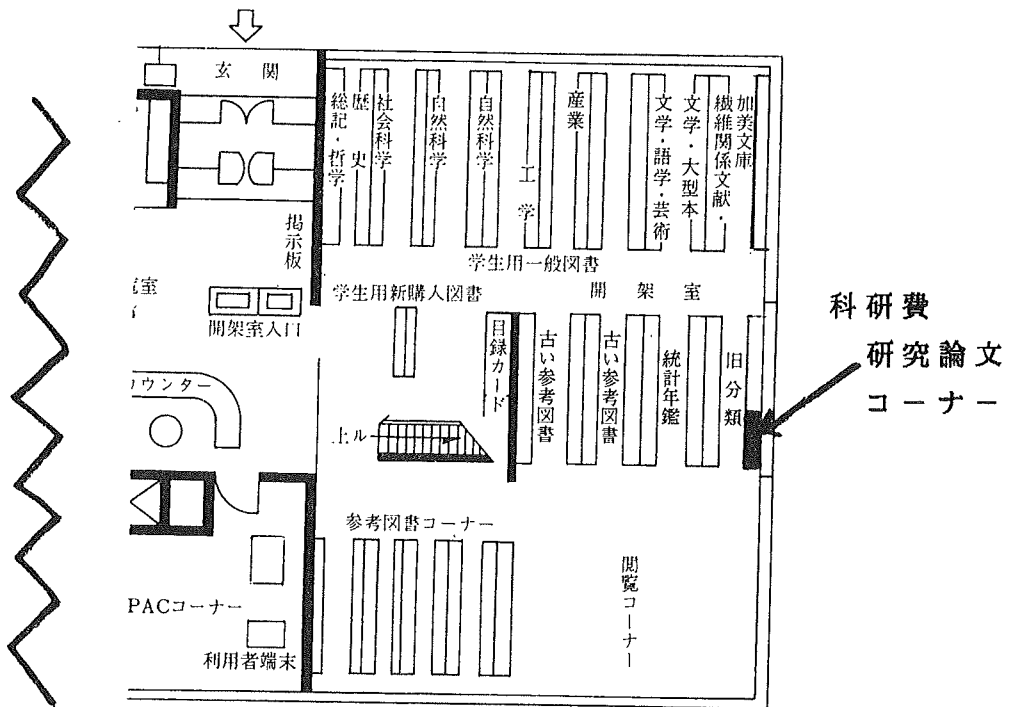 玄関
総記・哲学
歴史
社会科学
自然科学
自然科学
工学
産業
文学・語学・芸術
文学・大型本
繊維関係文献・
加美文庫
掲示板
学生用一般図書
学生用新購入図書
開架室
開架室入口
目録カード
古い参考図書
古い参考図書
統計年鑑
旧分類
科研費
研究論文
コーナー
カウンター
上ル
参考図書コーナー
閲覧コーナー
PACコーナー
利用者端末